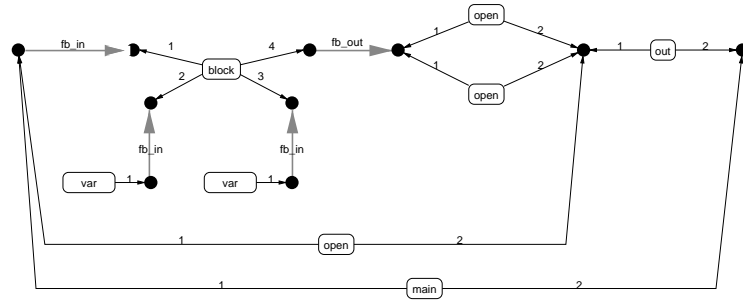 open
fb_in 1 4 fb_out 1 2 1 out 2
block
2 3 1 2
open
fb_in fb_in
var 1 var 1
1 open 2
1 main 2